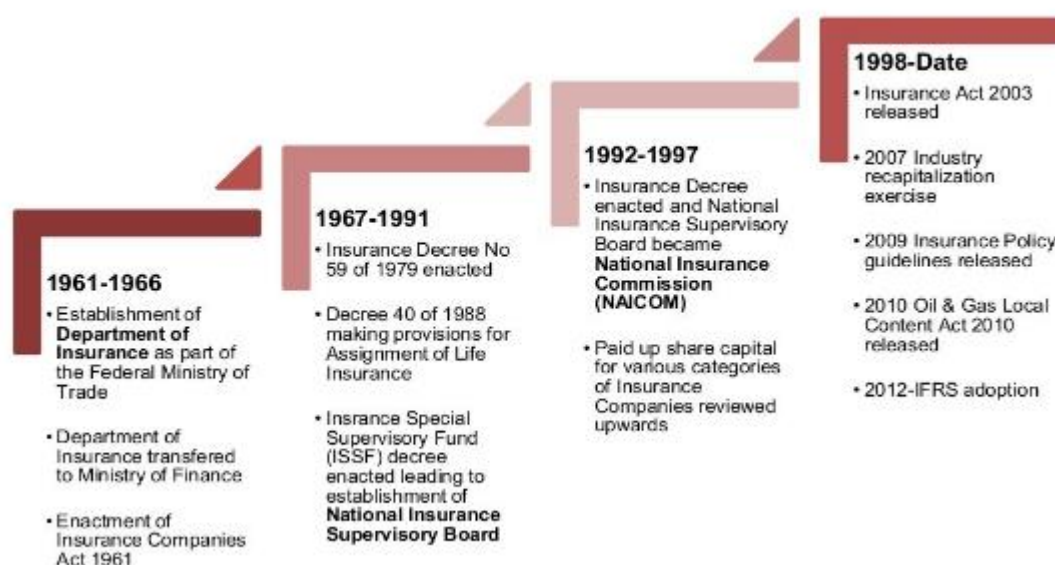 1961-1966
• Establishment of
Department of
Insurance as part of
the Federal Ministry of
Trade
• Department of
Insurance transfered
to Ministry of Finance
• Enactment of
Insurance Companies
Act 1961
1967-1991
• Insurance Decree No
59 of 1979 enacted
• Decree 40 of 1988
making provisions for
Assignment of Life
Insurance
• Insrance Special
Supervisory Fund
(ISSF) decree
enacted leading to
establishment of
National Insurance
Supervisory Board
1992-1997
• Insurance Decree
enacted and National
Insurance Supervisory
Board became
National Insurance
Commission
(NAICOM)
• Paid up share capital
for various categories
of Insurance
Companies reviewed
upwards
1998-Date
• Insurance Act 2003
released
• 2007 Industry
recapitalization
exercise
• 2009 Insurance Policy
guidelines released
• 2010 Oil & Gas Local
Content Act 2010
released
• 2012-IFRS adoption